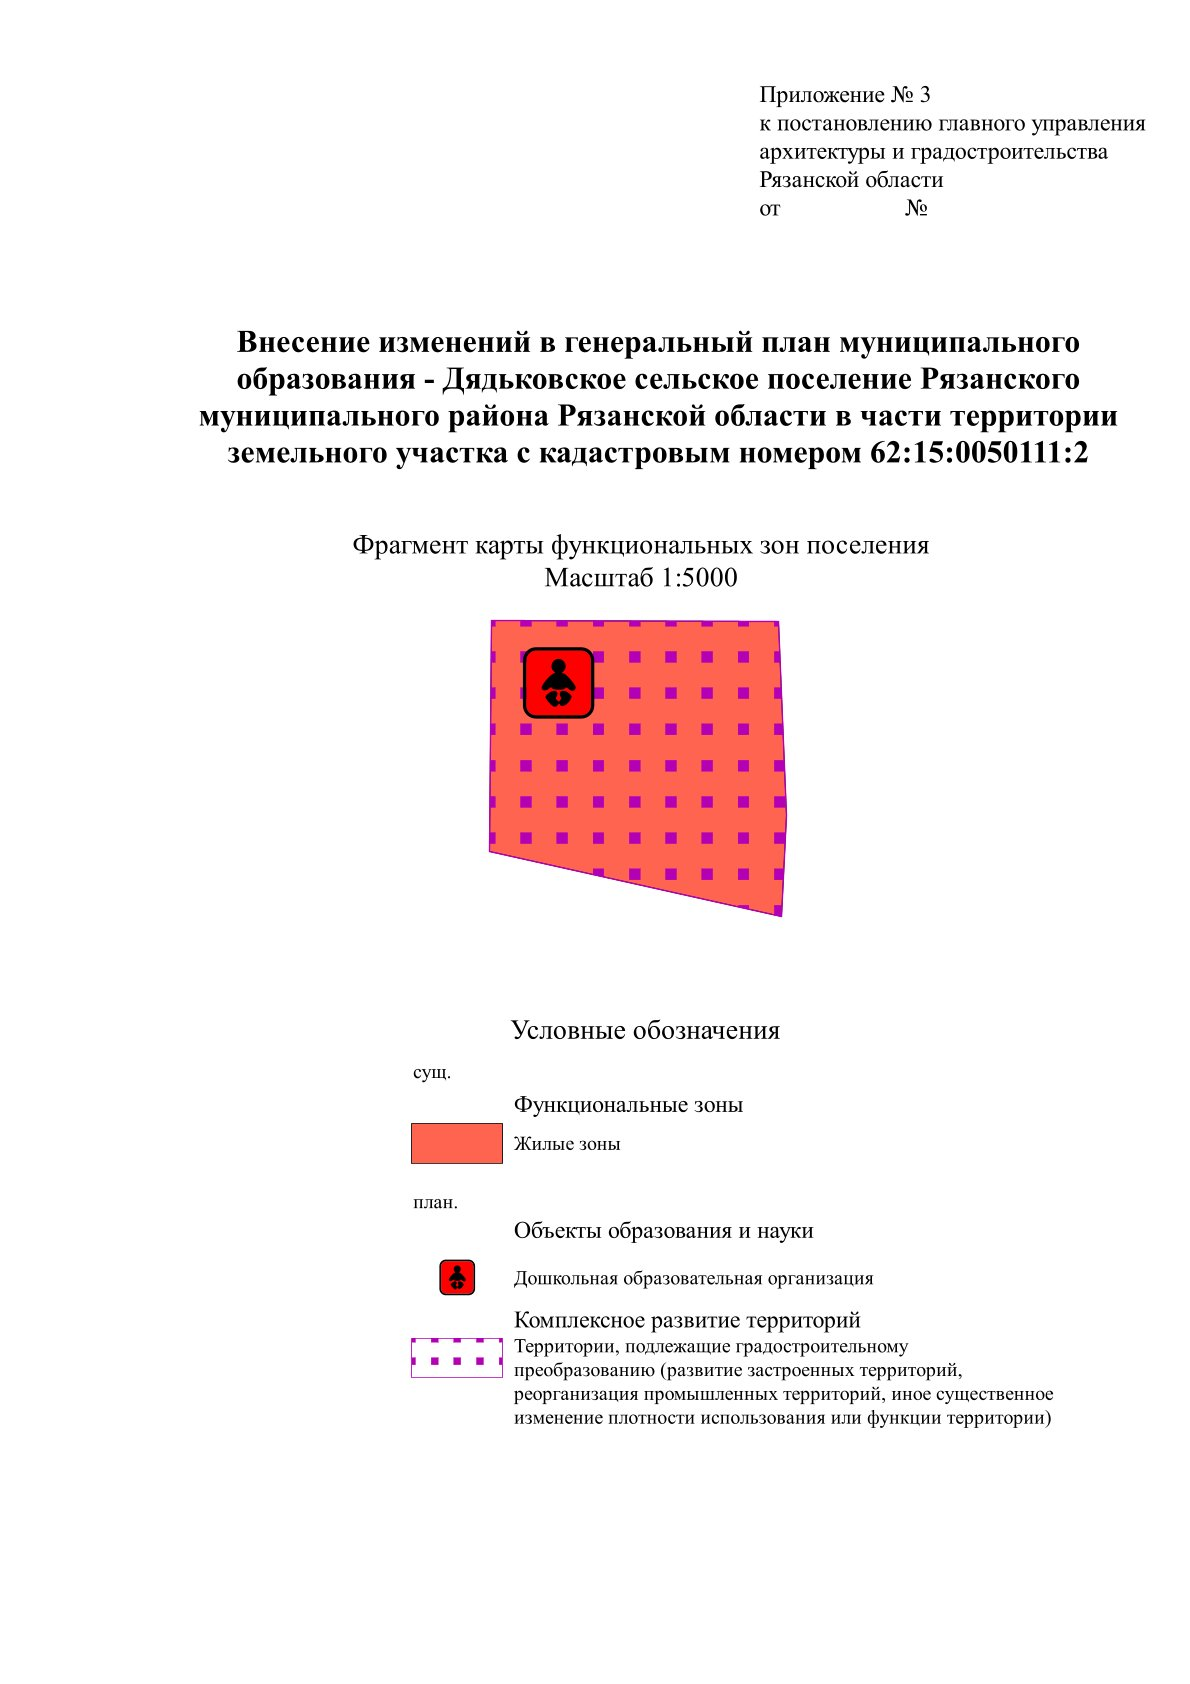 Приложение № 3
к постановлению главного управления
архитектуры и градостроительства
Рязанской области
от №
Внесение изменений в генеральный план муниципального
образования - Дядьковское сельское поселение Рязанского
муниципального района Рязанской области в части территории
земельного участка с кадастровым номером 62:15:0050111:2
Фрагмент карты функциональных зон поселения
Масштаб 1:5000
Условные обозначения
сущ.
Функциональные зоны
Жилые зоны
план.
Объекты образования и науки
Дошкольная образовательная организация
Комплексное развитие территорий
Территории, подлежащие градостроительному
преобразованию (развитие застроенных территорий,
реорганизация промышленных территорий, иное существенное
изменение плотности использования или функции территории)